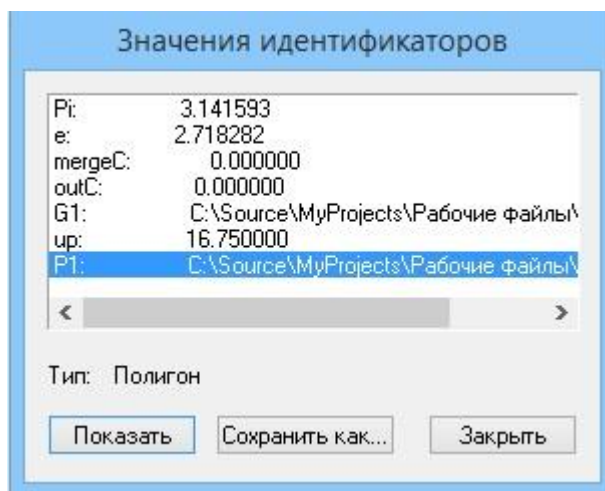 Значения идентификаторов
Pi: 3.141593
e: 2.718282
mergeC: 0.000000
outC: 0.000000
G1: C:\Source\MyProjects\Рабочие файлы\
up: 16.750000
P1: C:\Source\MyProjects\Рабочие файлы\
Тип: Полигон
Показать Сохранить как... Закрыть